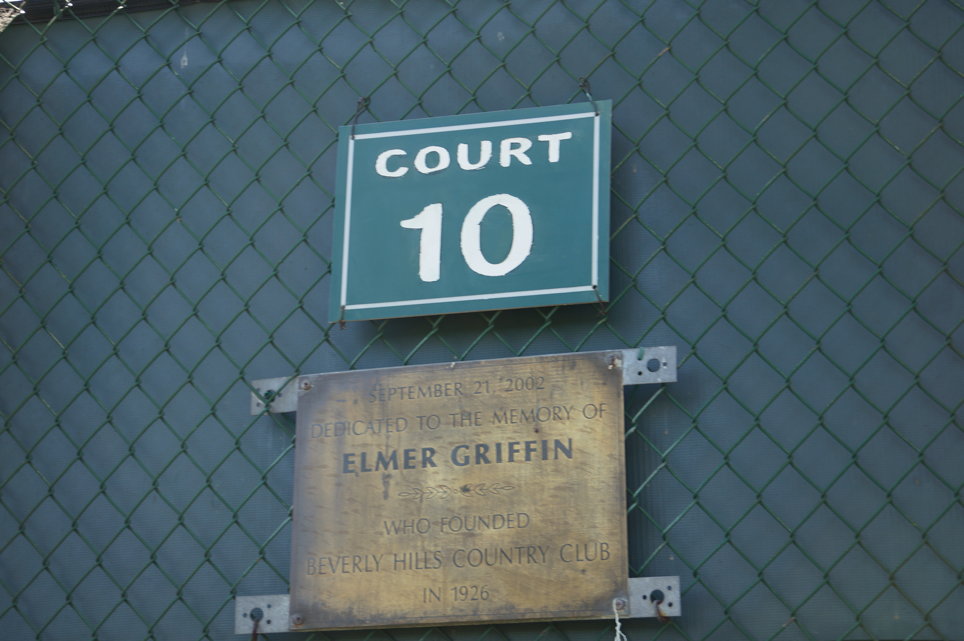 COURT
10
SEPTEMBER 21, 2002
DEDICATED TO THE MEMORY OF
ELMER GRIFFIN
WHO FOUNDED
BEVERLY HILLS COUNTRY CLUB
IN 1926